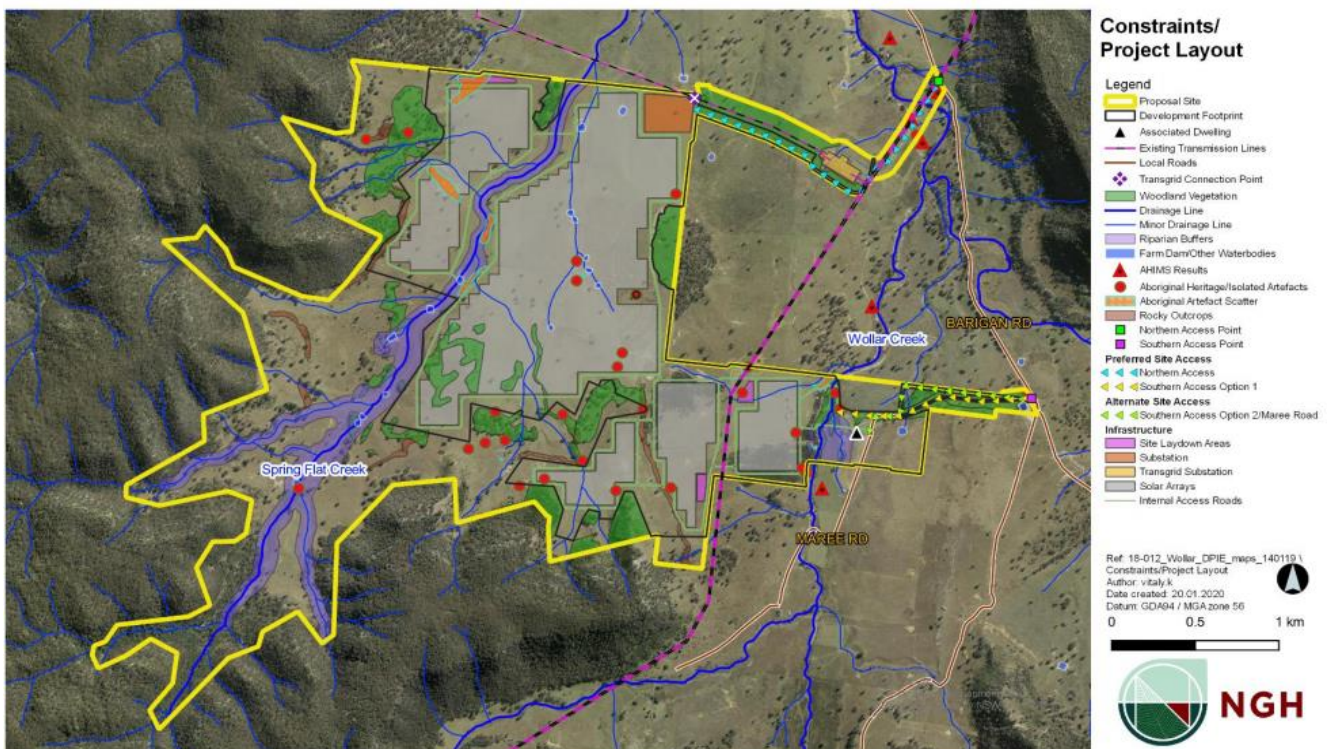 Constraints/
Project Layout
Legend
Proposal Site
Development Footprint
Associated Dwelling
Existing Transmission Lines
Local Roads
Transgrid Connection Point
Woodland Vegetation
Drainage Line
Minor Drainage Line
Riparian Buffers
Farm Dam/Other Waterbodies
AHIMS Results
Aboriginal Heritage/Isolated Artefacts
Aboriginal Artefact Scatter
Rocky Outcrops
Northern Access Point
Southern Access Point
Preferred Site Access
Northern Access
Southern Access Option 1
Alternate Site Access
Southern Access Option 2/Maree Road
Infrastructure
Site Laydown Areas
Substation
Transgrid Substation
Solar Arrays
Internal Access Roads
Ref: 18-012_Wollar_DPIE_maps_140119 \
Constraints/Project Layout
Author: vitaly.k
Date created: 20.01.2020
Datum: GDA94 / MGA zone 56
0 0.5 1 km
NGH
BARIGAN RD
Wollar Creek
Spring Flat Creek
MAREE RD